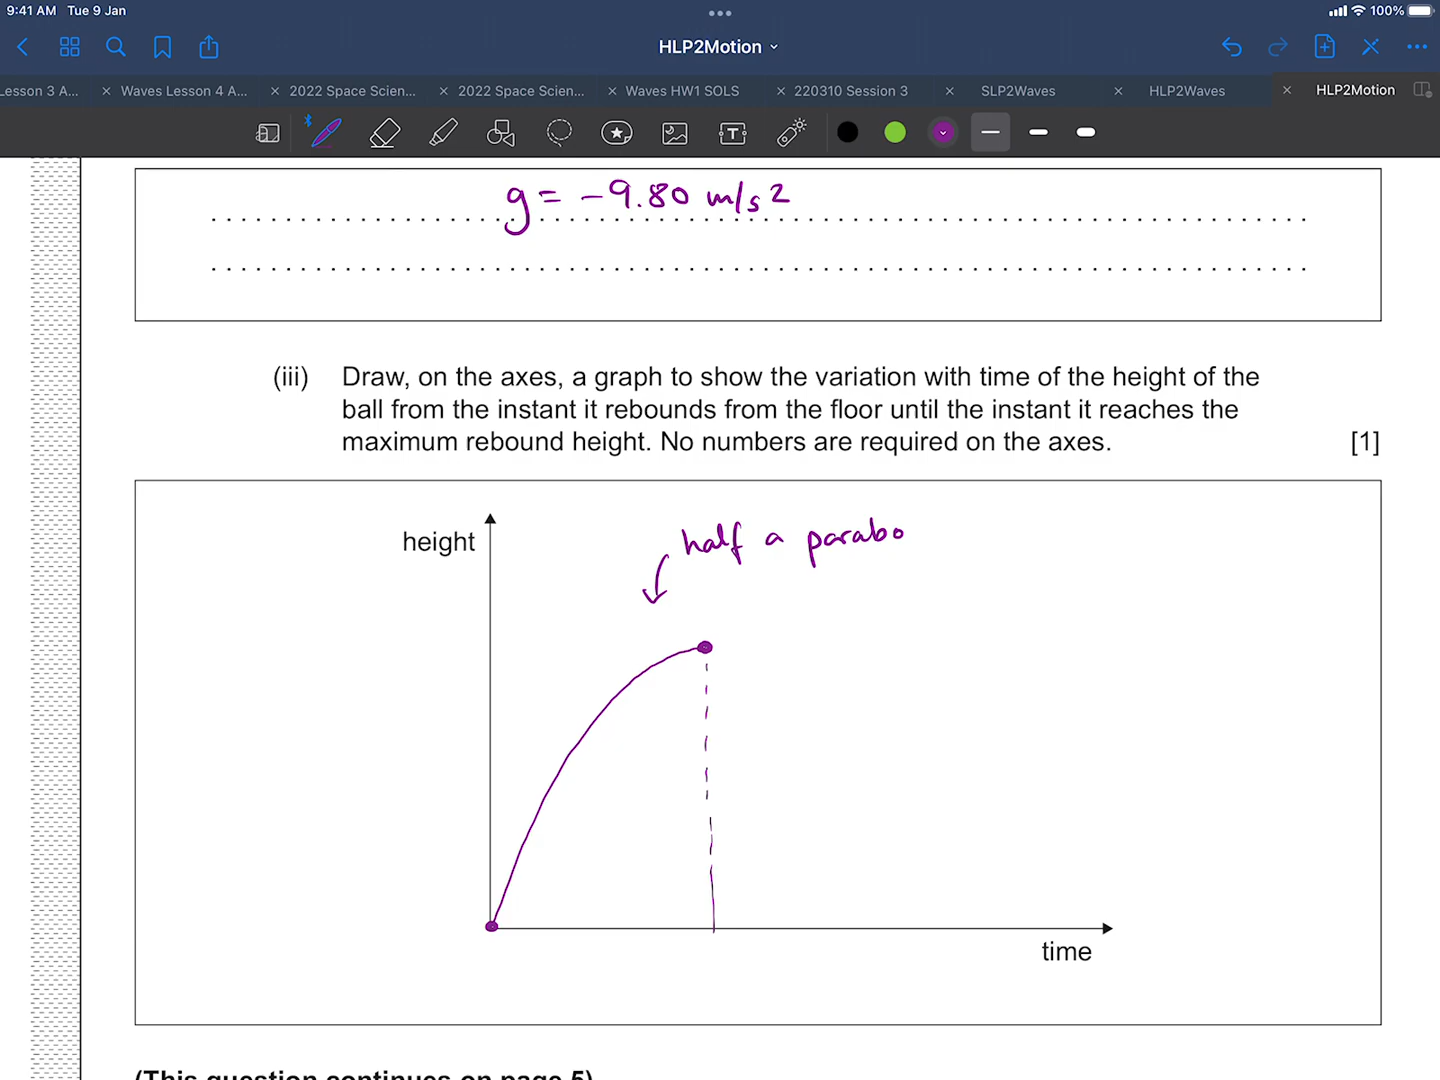 9:41 AM Tue 9 Jan
100%
HLP2Motion
Lesson 3 A...
Waves Lesson 4 A...
2022 Space Scien...
2022 Space Scien...
Waves HW1 SOLS
220310 Session 3
SLP2Waves
HLP2Waves
HLP2Motion
g = -9.80 m/s2
(iii) Draw, on the axes, a graph to show the variation with time of the height of the
ball from the instant it rebounds from the floor until the instant it reaches the
maximum rebound height. No numbers are required on the axes. [1]
half a parabo
height
time
(This question continues on page 5)